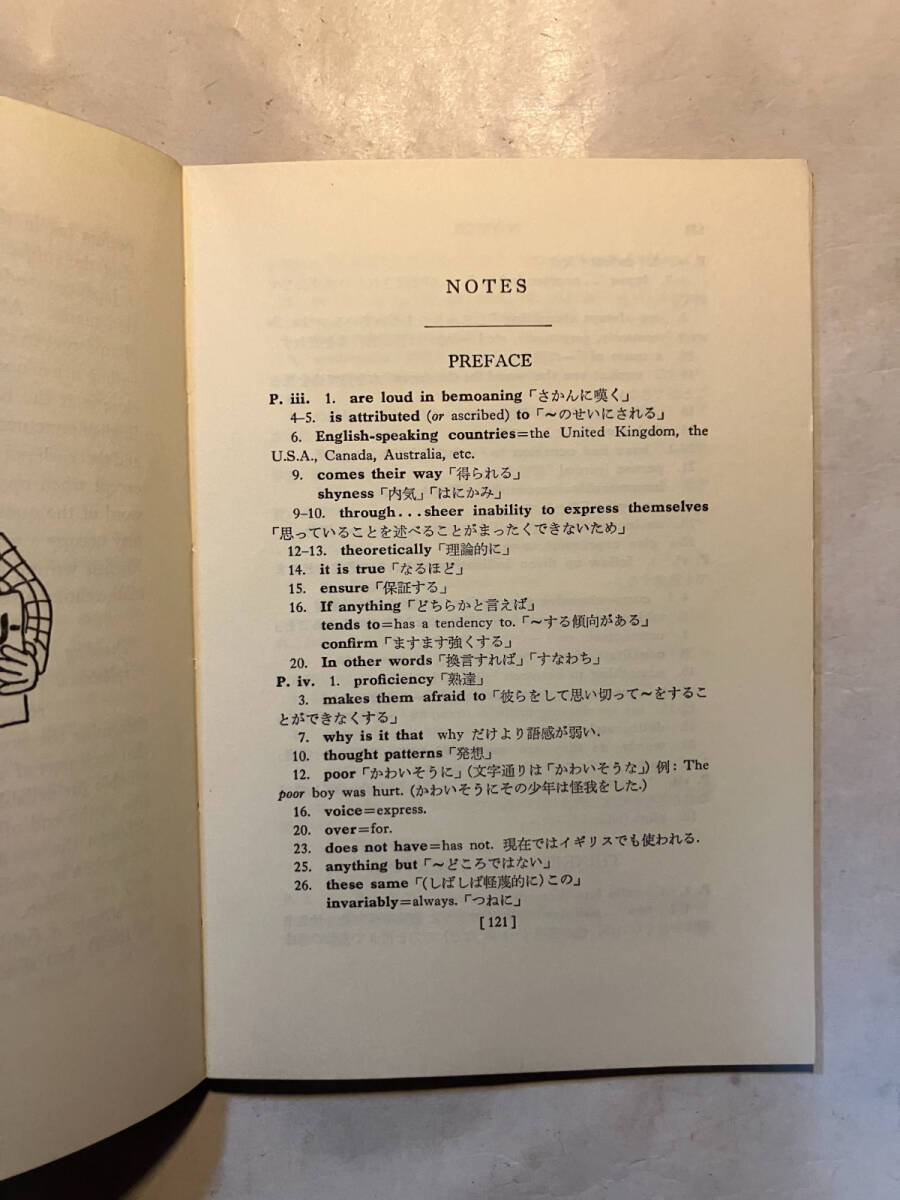 NOTES
PREFACE
P. iii. 1. are loud in bemoaning「さかんに嘆く」
4–5. is attributed (or ascribed) to「～のせいにされる」
6. English-speaking countries=the United Kingdom, the
U.S.A., Canada, Australia, etc.
9. comes their way「得られる」
shyness「内気」「はにかみ」
9–10. through...sheer inability to express themselves
「思っていることを述べることがまったくできないため」
12–13. theoretically「理論的に」
14. it is true「なるほど」
15. ensure「保証する」
16. If anything「どちらかと言えば」
tends to=has a tendency to.「～する傾向がある」
confirm「ますます強くする」
20. In other words「換言すれば」「すなわち」
P. iv. 1. proficiency「熟達」
3. makes them afraid to「彼らをして思い切って～をするこ
とができなくする」
7. why is it that why だけより語感が弱い.
10. thought patterns「発想」
12. poor「かわいそうに」(文字通りは「かわいそうな」) 例: The
poor boy was hurt. (かわいそうにその少年は怪我をした.)
16. voice=express.
20. over=for.
23. does not have=has not. 現在ではイギリスでも使われる.
25. anything but「～どころではない」
26. these same「(しばしば軽蔑的に)この」
invariably=always.「つねに」
[121]